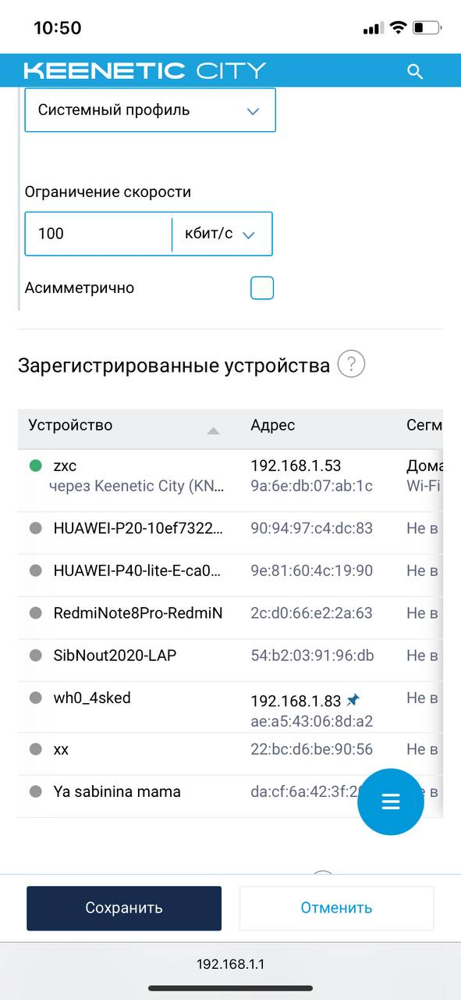 10:50
KEENETIC CITY
Системный профиль
Ограничение скорости
100 кбит/с
Асимметрично
Зарегистрированные устройства ?
Устройство Адрес Сегм
zxc 192.168.1.53 Дома
через Keenetic City (KN... 9a:6e:db:07:ab:1c Wi-Fi
HUAWEI-P20-10ef7322... 90:94:97:c4:dc:83 Не в
HUAWEI-P40-lite-E-ca0... 9e:81:60:4c:19:90 Не в
RedmiNote8Pro-RedmiN 2c:d0:66:e2:2a:63 Не в
SibNout2020-LAP 54:b2:03:91:96:db Не в
wh0_4sked 192.168.1.83 Не в
ae:a5:43:06:8d:a2
xx 22:bc:d6:be:90:56 Не в
Ya sabinina mama da:cf:6a:42:3f:2 в
Сохранить Отменить
192.168.1.1